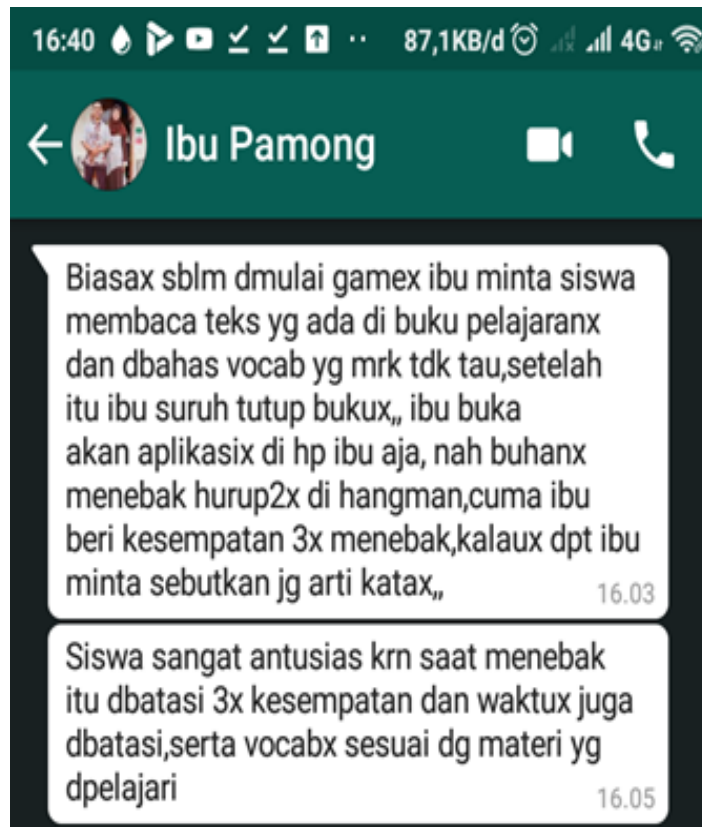 16:40 87,1KB/d 4G
Ibu Pamong
Biasax sblm dmulai gamex ibu minta siswa
membaca teks yg ada di buku pelajaranx
dan dbahas vocab yg mrk tdk tau,setelah
itu ibu suruh tutup bukux,, ibu buka
akan aplikasix di hp ibu aja, nah buhanx
menebak hurup2x di hangman,cuma ibu
beri kesempatan 3x menebak,kalaux dpt ibu
minta sebutkan jg arti katax,,
16.03
Siswa sangat antusias krn saat menebak
itu dbatasi 3x kesempatan dan waktux juga
dbatasi,serta vocabx sesuai dg materi yg
dpelajari
16.05